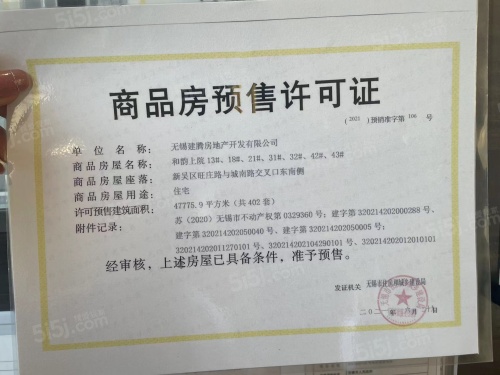 商品房预售许可证
(2021)预销准字第106号
单位名称：无锡建腾房地产开发有限公司
商品房屋名称：和韵上院13#、18#、21#、31#、32#、42#、43#
商品房屋座落：新吴区旺庄路与城南路交叉口东南侧
商品房屋用途：住宅
许可预售建筑面积：47775.9平方米（共402套）
附件记录：苏（2020）无锡市不动产权第0329360号；建字第320214202000288号、
建字第320214202050040号、建字第320214202050005号；
320214202011270101号、320214202104290101号、320214202012010101
经审核，上述房屋已具备条件，准予预售。
发证机关
二〇二一年
5i5j.com